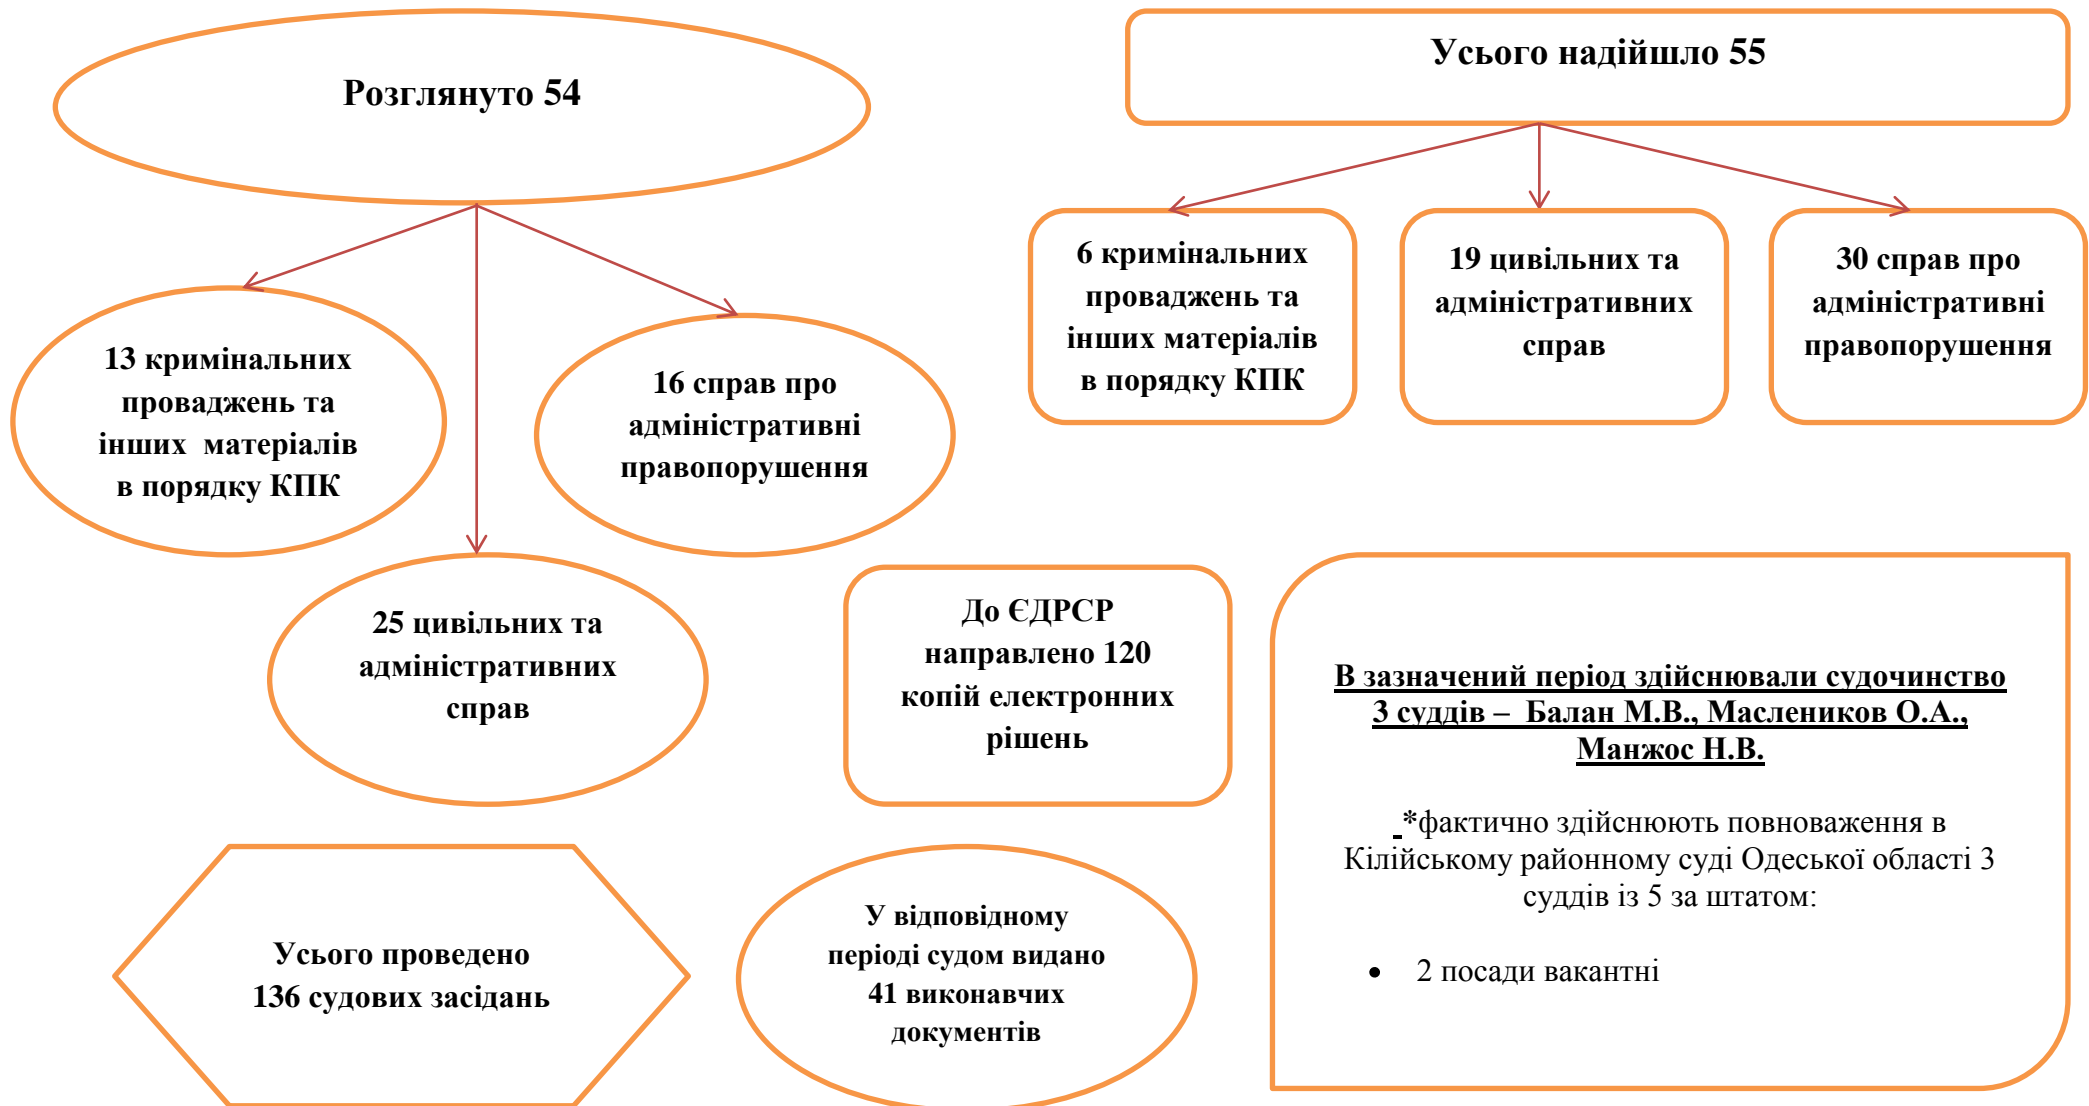 Розглянуто 54
Усього надійшло 55
13 кримінальних
проваджень та
інших матеріалів
в порядку КПК
16 справ про
адміністративні
правопорушення
25 цивільних та
адміністративних
справ
6 кримінальних
проваджень та
інших матеріалів
в порядку КПК
19 цивільних та
адміністративних
справ
30 справ про
адміністративні
правопорушення
До ЄДРСР
направлено 120
копій електронних
рішень
В зазначений період здійснювали судочинство
3 суддів – Балан М.В., Маслеников О.А.,
Манжос Н.В.
*фактично здійснюють повноваження в
Кілійському районному суді Одеської області 3
суддів із 5 за штатом:
• 2 посади вакантні
Усього проведено
136 судових засідань
У відповідному
періоді судом видано
41 виконавчих
документів